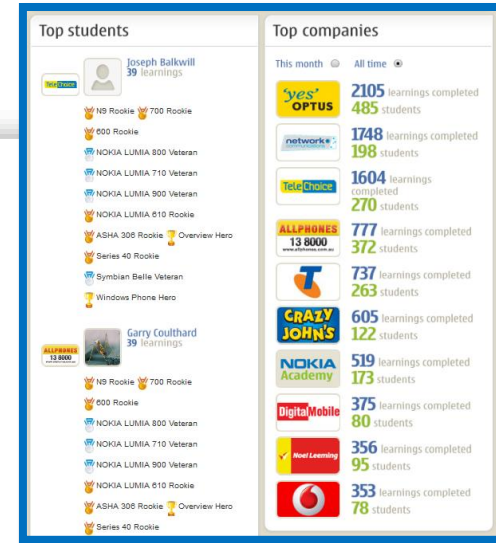 Top students
TeleChoice
Joseph Balkwill
39 learnings
N9 Rookie 700 Rookie
600 Rookie
NOKIA LUMIA 800 Veteran
NOKIA LUMIA 710 Veteran
NOKIA LUMIA 900 Veteran
NOKIA LUMIA 610 Rookie
ASHA 306 Rookie Overview Hero
Series 40 Rookie
Symbian Belle Veteran
Windows Phone Hero
ALLPHONES
13 8000
Garry Coulthard
39 learnings
N9 Rookie 700 Rookie
600 Rookie
NOKIA LUMIA 800 Veteran
NOKIA LUMIA 710 Veteran
NOKIA LUMIA 900 Veteran
NOKIA LUMIA 610 Rookie
ASHA 306 Rookie Overview Hero
Series 40 Rookie
Top companies
This month All time
'yes'
OPTUS
2105 learnings completed
485 students
network
1748 learnings completed
198 students
TeleChoice
1604 learnings
completed
270 students
ALLPHONES
13 8000
www.allphones.com.au
777 learnings completed
372 students
T
737 learnings completed
263 students
CRAZY
JOHN'S
605 learnings completed
122 students
NOKIA
Academy
519 learnings completed
173 students
DigitalMobile
375 learnings completed
80 students
Noel Leeming
356 learnings completed
95 students
353 learnings completed
78 students